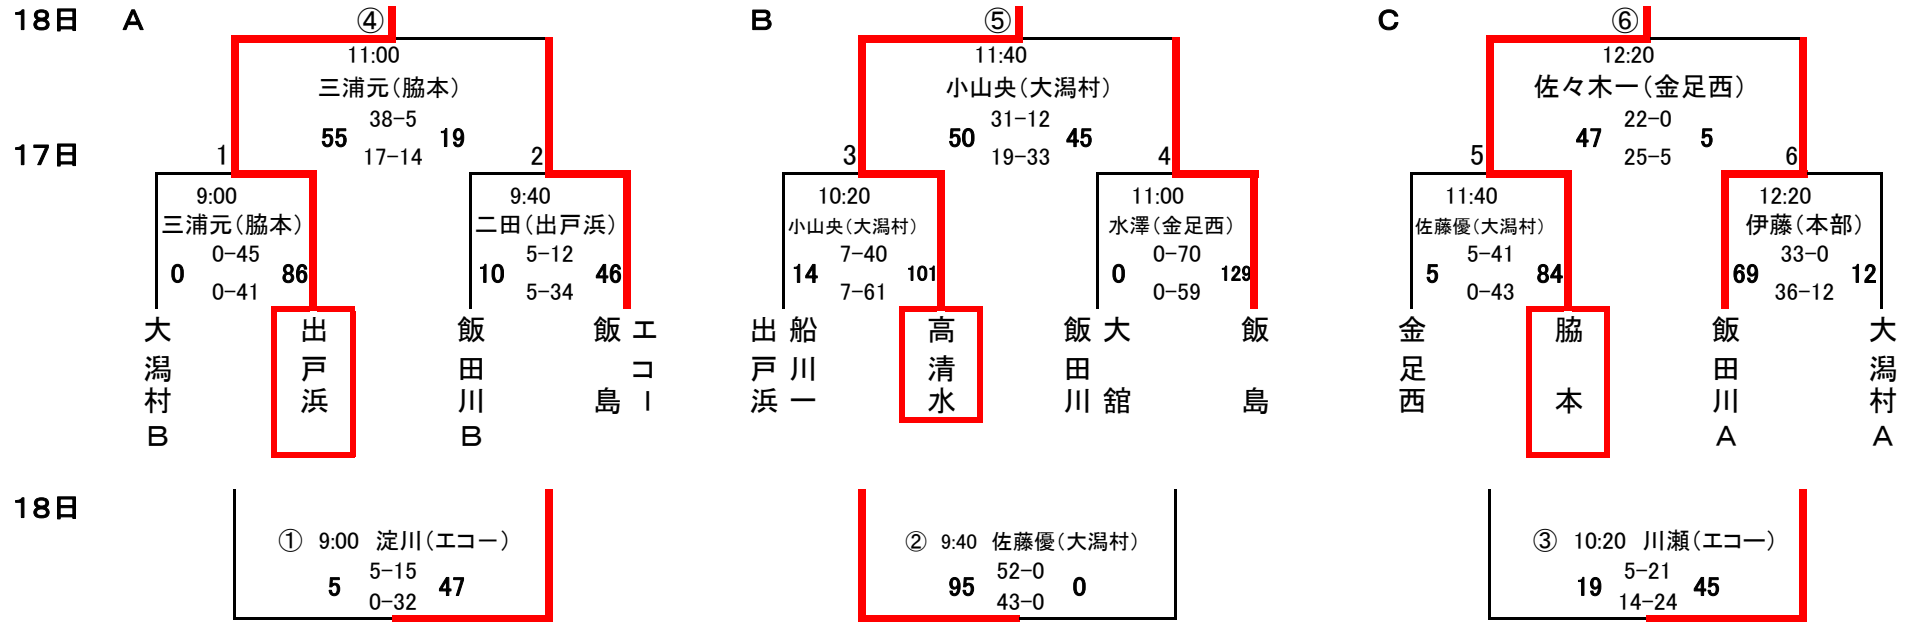 18日 A ④ B ⑤ C ⑥
11:00 11:40 12:20
三浦元（脇本） 小山央（大潟村） 佐々木一（金足西）
38−5 31−12 22−0
55 19 50 45 47 5
17−14 19−33 25−5
17日 1 2 3 4 5 6
9:00 9:40 10:20 11:00 11:40 12:20
三浦元（脇本） 二田（出戸浜） 小山央（大潟村） 水澤（金足西） 佐藤優（大潟村） 伊藤（本部）
0−45 5−12 7−40 0−70 5−41 33−0
0 86 10 46 14 101 0 129 5 84 69 12
0−41 5−34 7−61 0−59 0−43 36−12
大潟村B
出戸浜
飯田川B
飯島
エコー
出戸浜
船川一
高清水
飯田川
大舘
飯島
金足西
脇本
飯田川A
大潟村A
18日
① 9:00 淀川（エコー） ② 9:40 佐藤優（大潟村） ③ 10:20 川瀬（エコー）
5−15 52−0 5−21
5 47 95 0 19 45
0−32 43−0 14−24